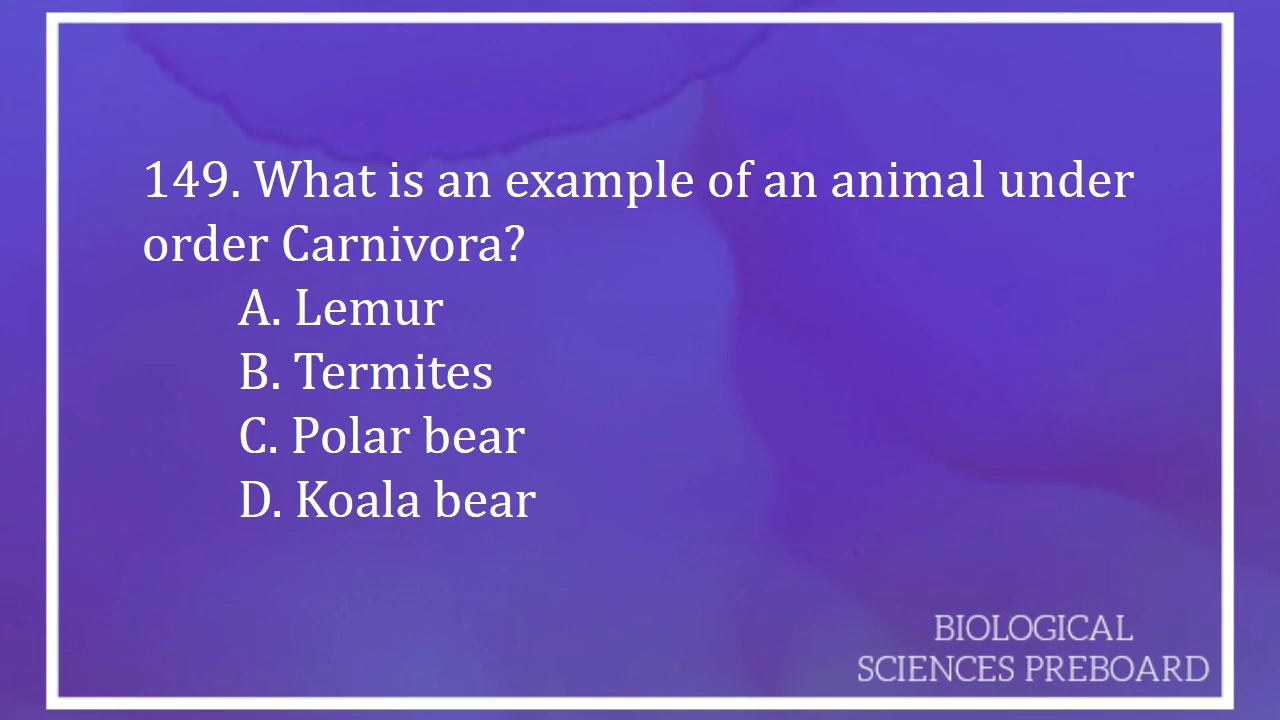 149. What is an example of an animal under
order Carnivora?
A. Lemur
B. Termites
C. Polar bear
D. Koala bear
BIOLOGICAL
SCIENCES PREBOARD